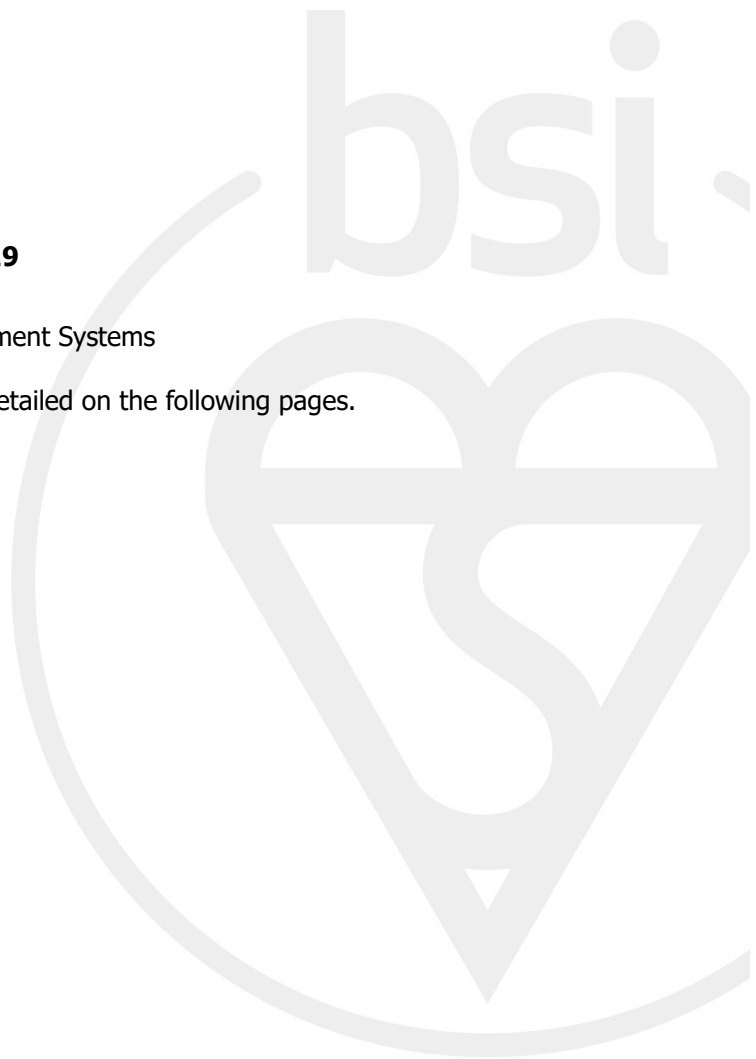 bsi
9
ment Systems
etailed on the following pages.